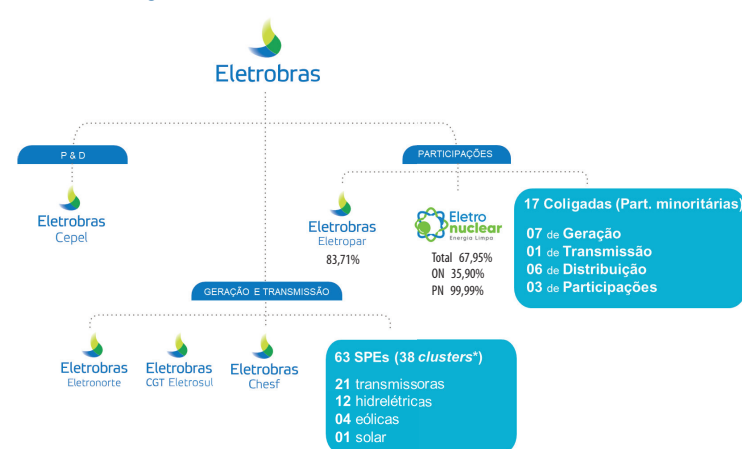 Eletrobras
P & D
PARTICIPAÇÕES
Eletrobras
Cepel
Eletrobras
Eletropar
83,71%
Eletro
nuclear
Energia Limpa
Total 67,95%
ON 35,90%
PN 99,99%
17 Coligadas (Part. minoritárias)
07 de Geração
01 de Transmissão
06 de Distribuição
03 de Participações
GERAÇÃO E TRANSMISSÃO
Eletrobras
Eletronorte
Eletrobras
CGT Eletrosul
Eletrobras
Chesf
63 SPEs (38 clusters*)
21 transmissoras
12 hidrelétricas
04 eólicas
01 solar